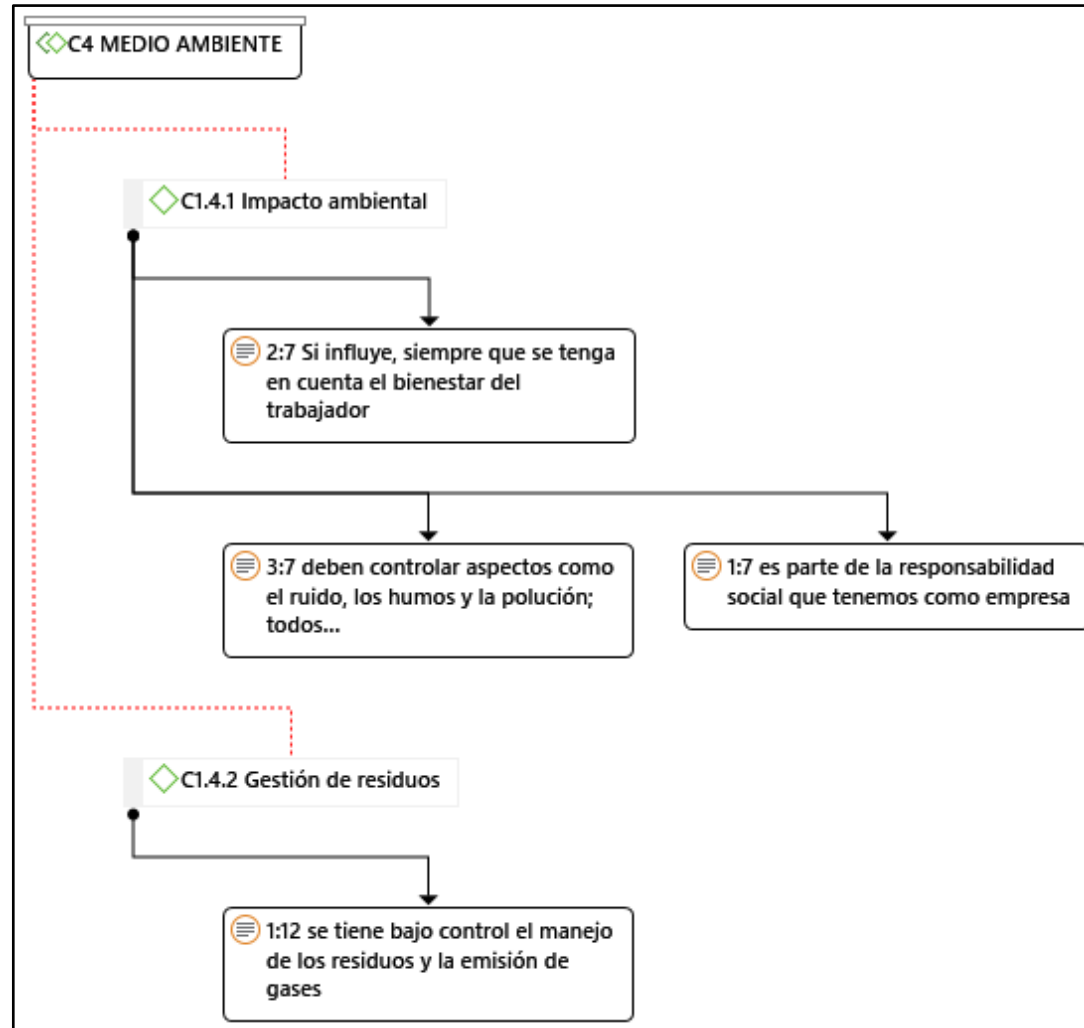 C4 MEDIO AMBIENTE
C1.4.1 Impacto ambiental
2:7 Si influye, siempre que se tenga
en cuenta el bienestar del
trabajador
3:7 deben controlar aspectos como
el ruido, los humos y la polución;
todos...
1:7 es parte de la responsabilidad
social que tenemos como empresa
C1.4.2 Gestión de residuos
1:12 se tiene bajo control el manejo
de los residuos y la emisión de
gases